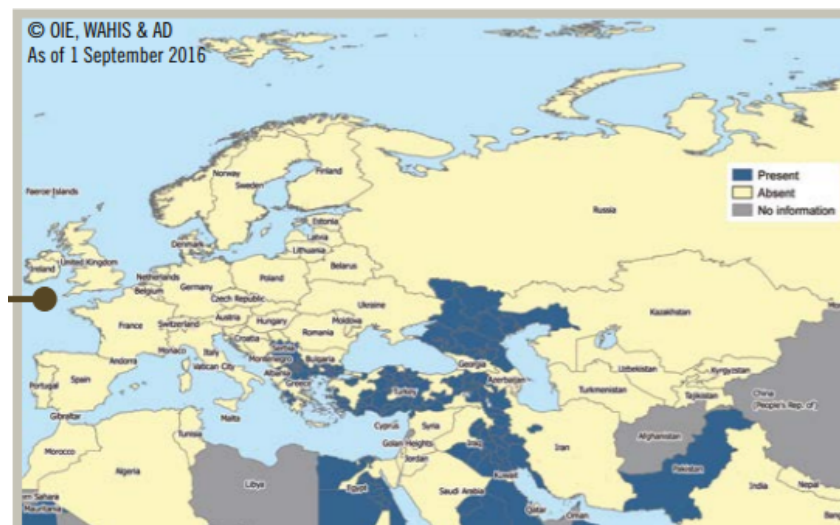 © OIE, WAHIS & AD
As of 1 September 2016
Present
Absent
No information
Faeroe Islands
Norway
Sweden
Finland
Russia
Estonia
Latvia
Lithuania
Denmark
Ireland
United Kingdom
Netherlands
Belgium
Germany
Poland
Belarus
Czech Republic
Ukraine
Kazakhstan
France
Switzerland
Austria
Hungary
Moldova
Romania
Croatia
Serbia
Monaco
Italy
Montenegro
Bulgaria
Georgia
Uzbekistan
Kyrgyzstan
Andorra
Vatican City
Albania
Azerbaijan
Turkmenistan
Tajikistan
China
(People's Rep. of)
Portugal
Spain
Greece
Turkey
Gibraltar
Malta
Cyprus
Syria
Golan Heights
Iraq
Iran
Afghanistan
Tunisia
Morocco
Jordan
Kuwait
Pakistan
Algeria
Libya
Egypt
Saudi Arabia
Qatar
Oman
India
Nepal
Sahara
Mauritania